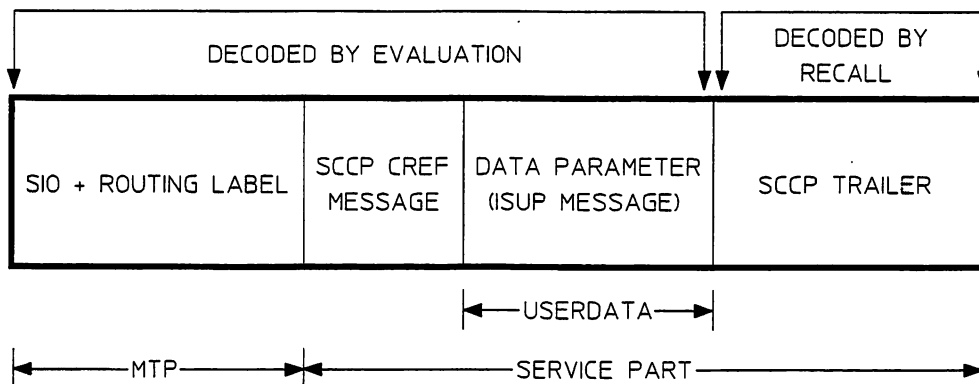 DECODED BY EVALUATION
DECODED BY
RECALL
SIO + ROUTING LABEL
SCCP CREF
MESSAGE
DATA PARAMETER
(ISUP MESSAGE)
SCCP TRAILER
USERDATA
MTP
SERVICE PART